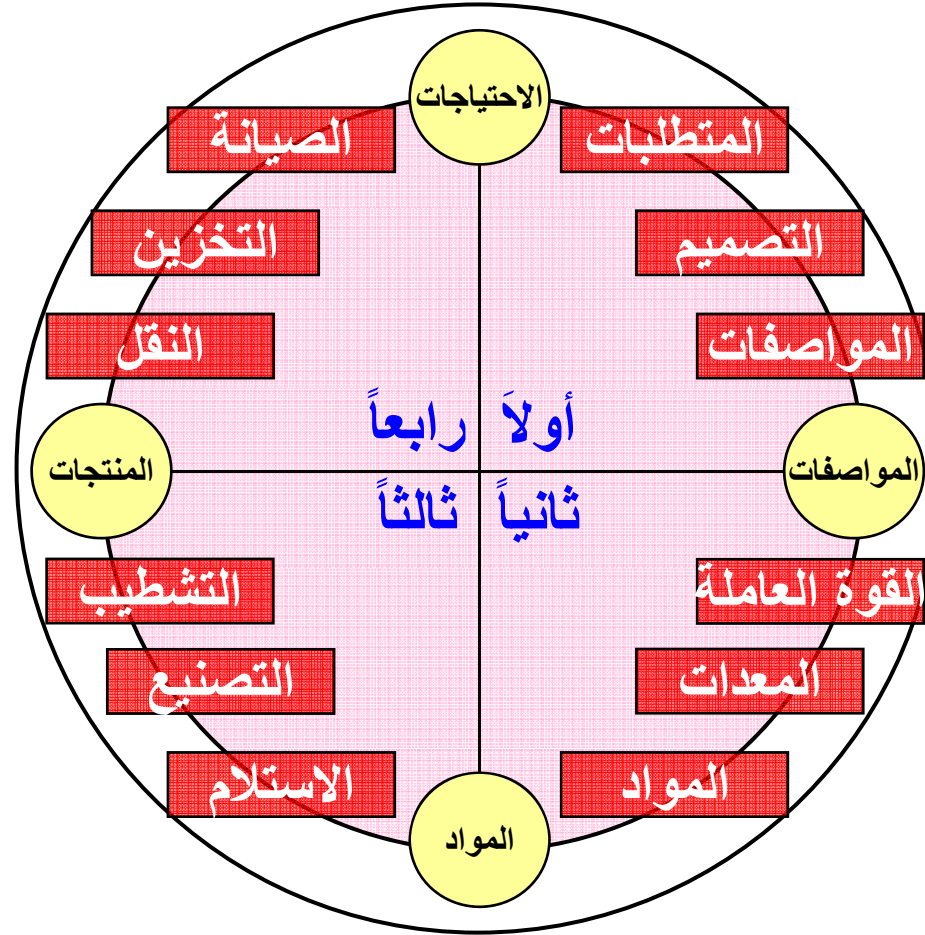 الاحتياجات
المتطلبات
الصيانة
التصميم
التخزين
المواصفات
النقل
أولاً
رابعاً
المواصفات
المنتجات
ثانياً
ثالثاً
القوة العاملة
التشطيب
المعدات
التصنيع
المواد
الاستلام
المواد